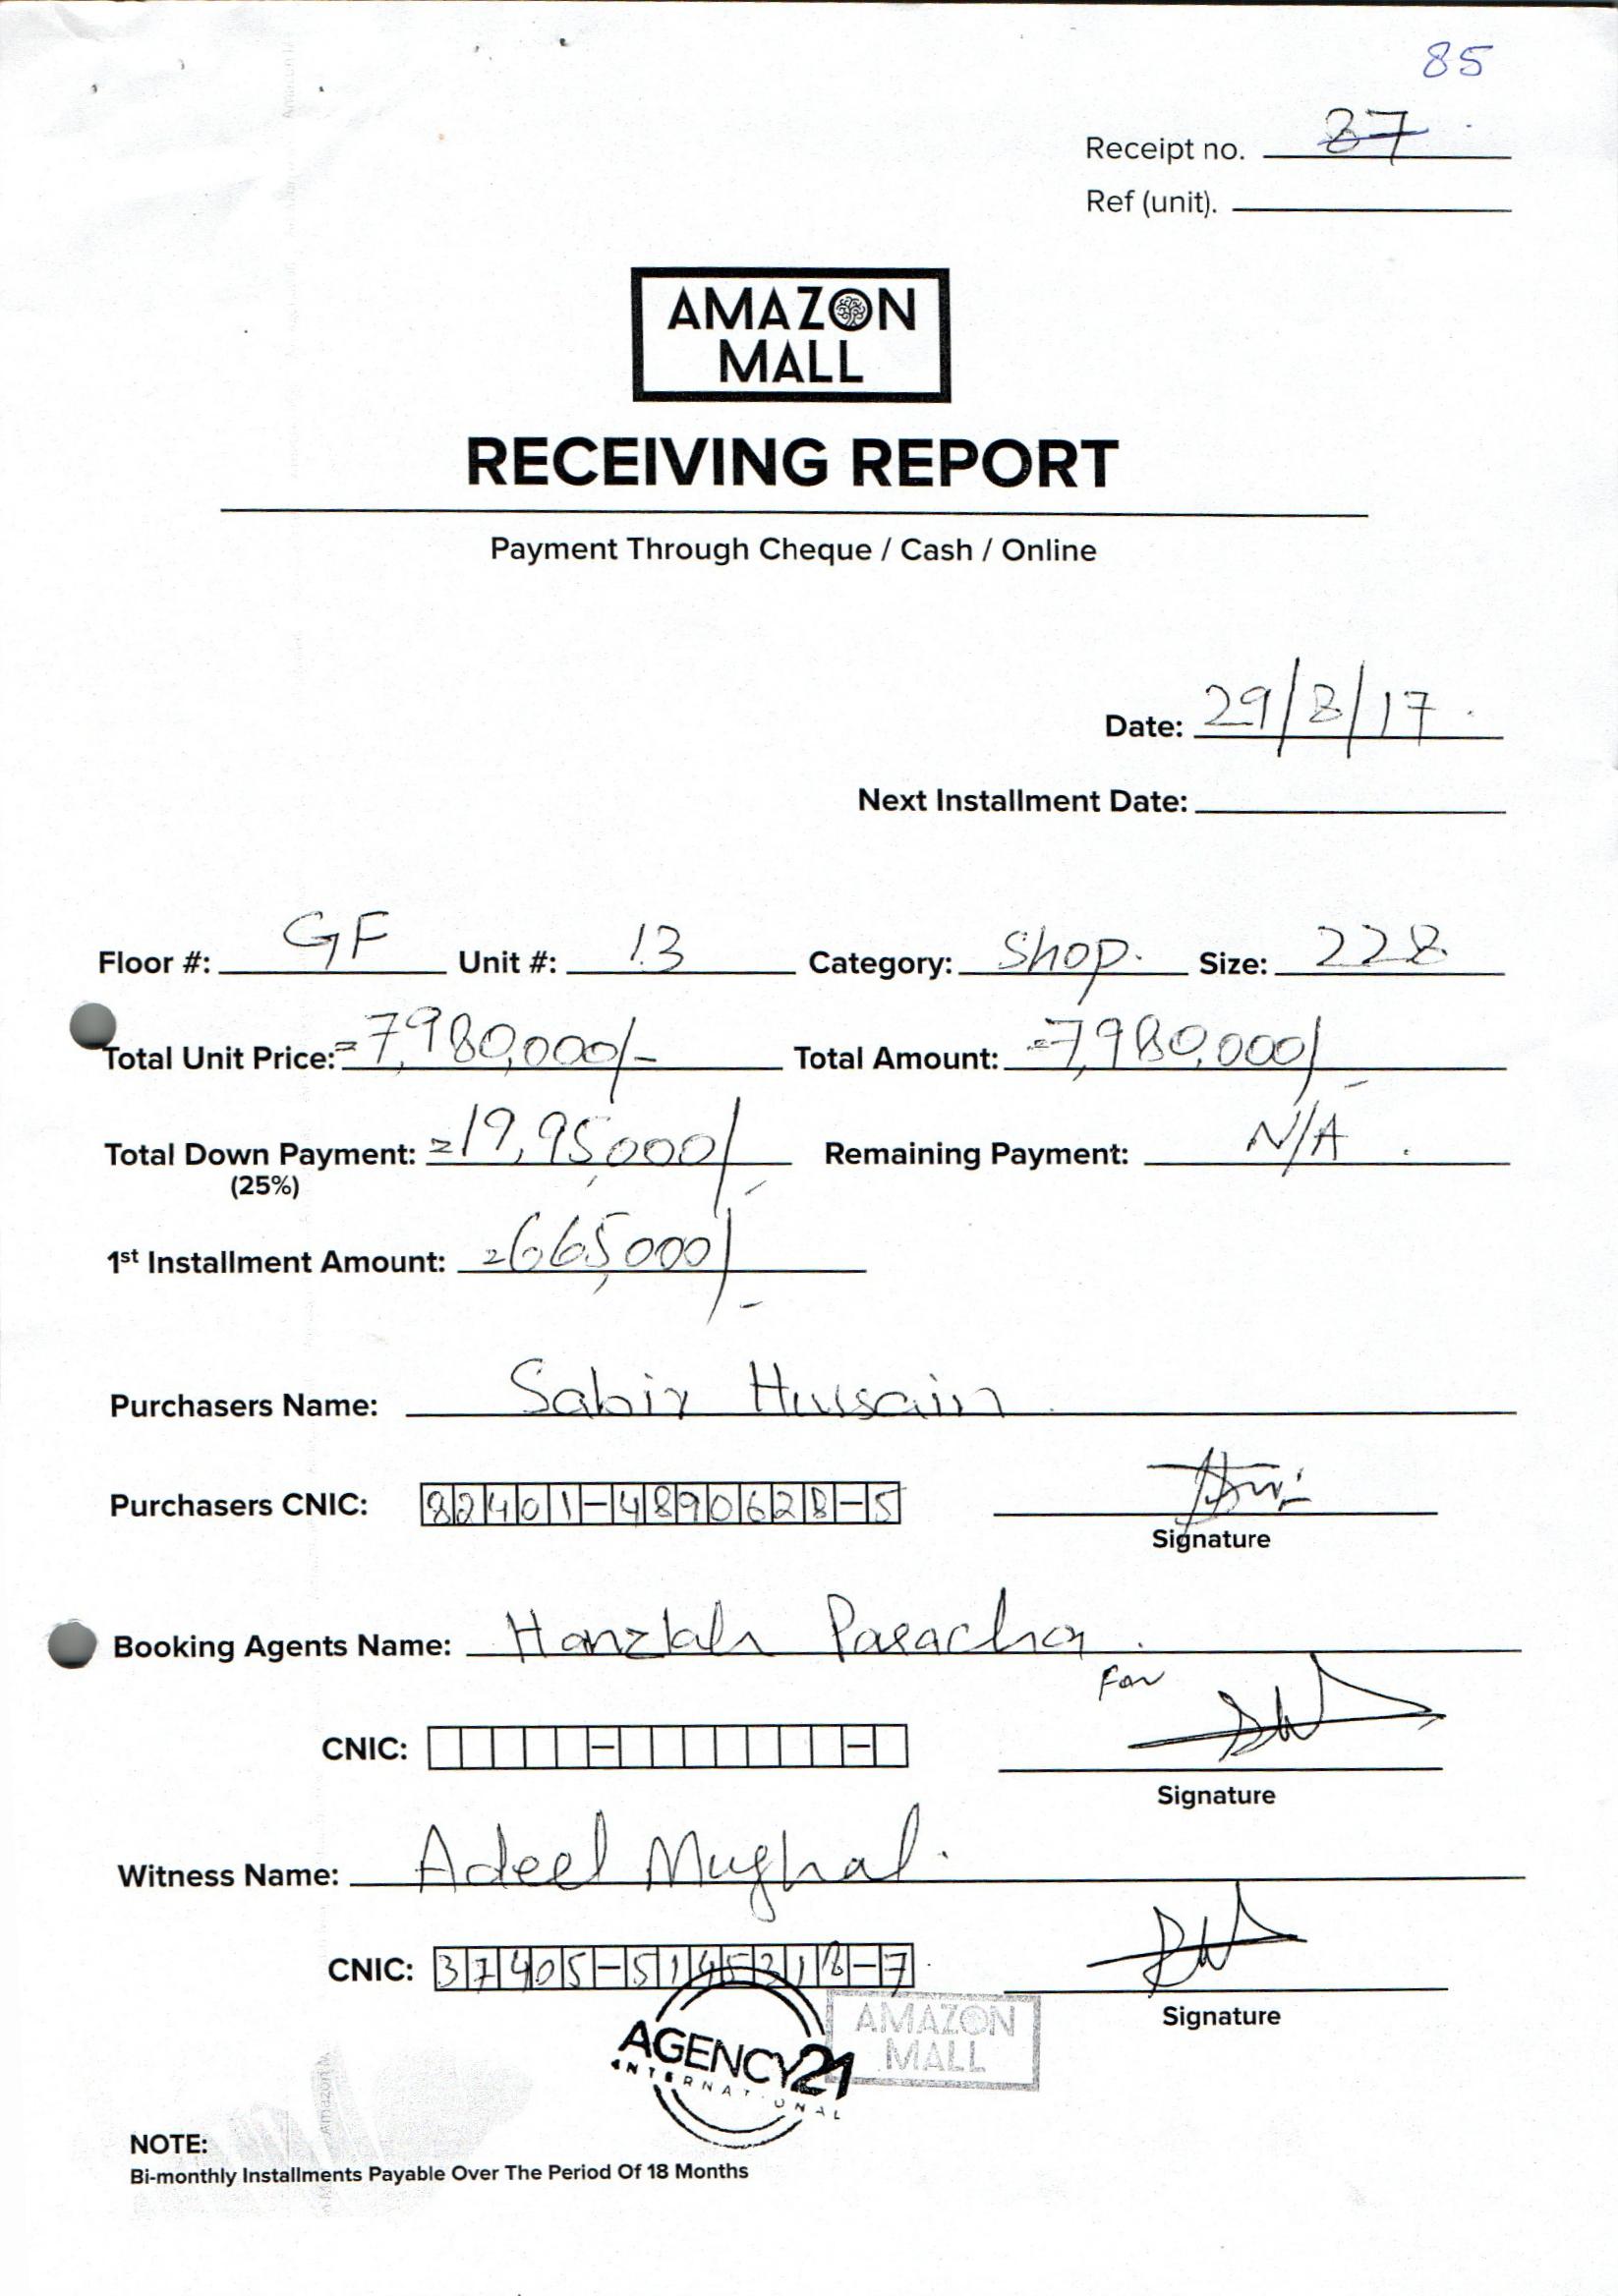 85
Receipt no. 87
Ref (unit).
AMAZON
MALL
RECEIVING REPORT
Payment Through Cheque / Cash / Online
Date: 29/8/17
Next Installment Date:
Floor #: GF Unit #: 13 Category: Shop. Size: 228
Total Unit Price: =7,980,000/- Total Amount: =7,980,000/-
Total Down Payment: =19,95,000/- Remaining Payment: N/A
(25%)
1st Installment Amount: =665,000/-
Purchasers Name: Sabir Hussain
Purchasers CNIC: 82401-4890628-5
Signature
Booking Agents Name: Hanzlah Paracha
For
CNIC: - -
Signature
Witness Name: Adeel Mughal.
CNIC: 37405-5145318-7
Signature
AGENCY21
INTERNATIONAL
AMAZON
MALL
NOTE:
Bi-monthly Installments Payable Over The Period Of 18 Months